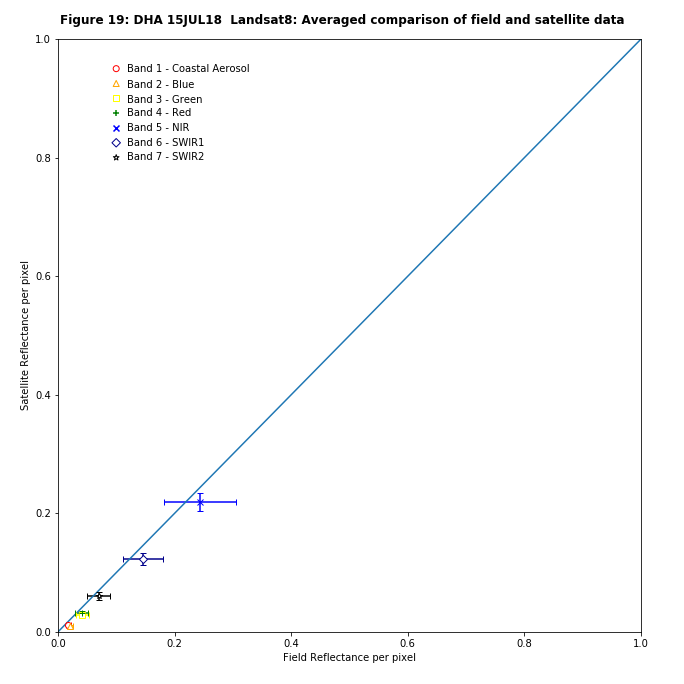 Figure 19: DHA 15JUL18  Landsat8: Averaged comparison of field and satellite data
1.0
Band 1 - Coastal Aerosol
Band 2 - Blue
Band 3 - Green
Band 4 - Red
Band 5 - NIR
Band 6 - SWIR1
Band 7 - SWIR2
0.8
0.6
0.4
0.2
0.0
Satellite Reflectance per pixel
0.0 0.2 0.4 0.6 0.8 1.0
Field Reflectance per pixel